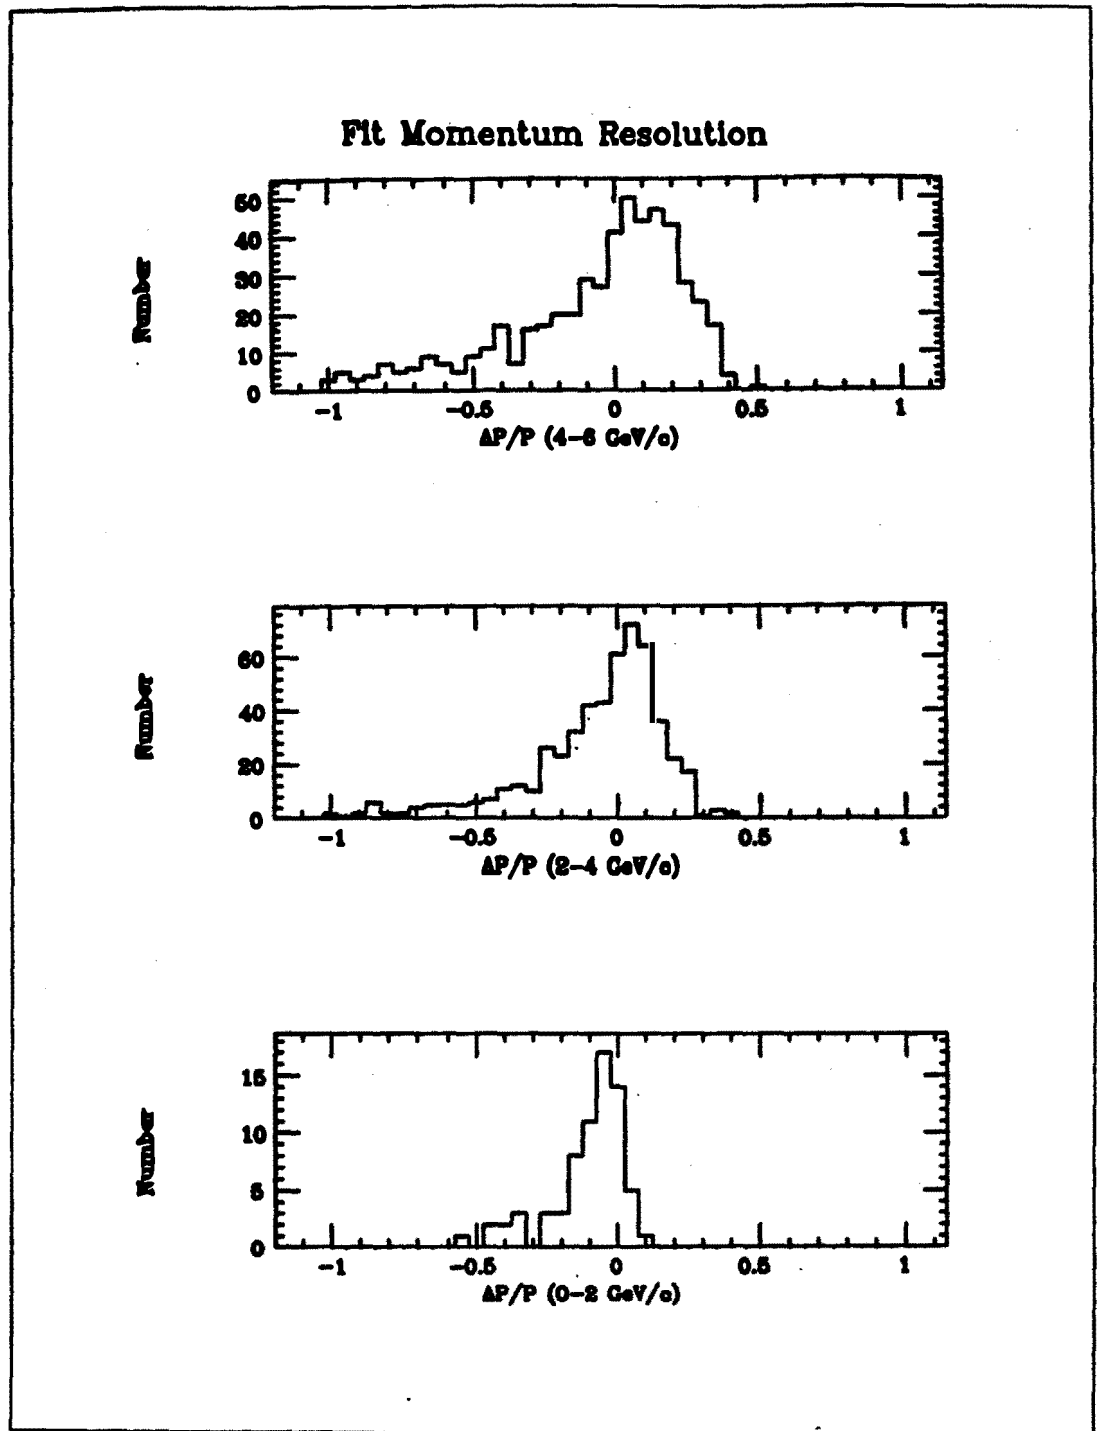 Fit Momentum Resolution
50
40
30
20
10
0
Number
-1 -0.5 0 0.5 1
ΔP/P (4-6 GeV/c)
60
40
20
0
Number
-1 -0.5 0 0.5 1
ΔP/P (2-4 GeV/c)
15
10
5
0
Number
-1 -0.5 0 0.5 1
ΔP/P (0-2 GeV/c)